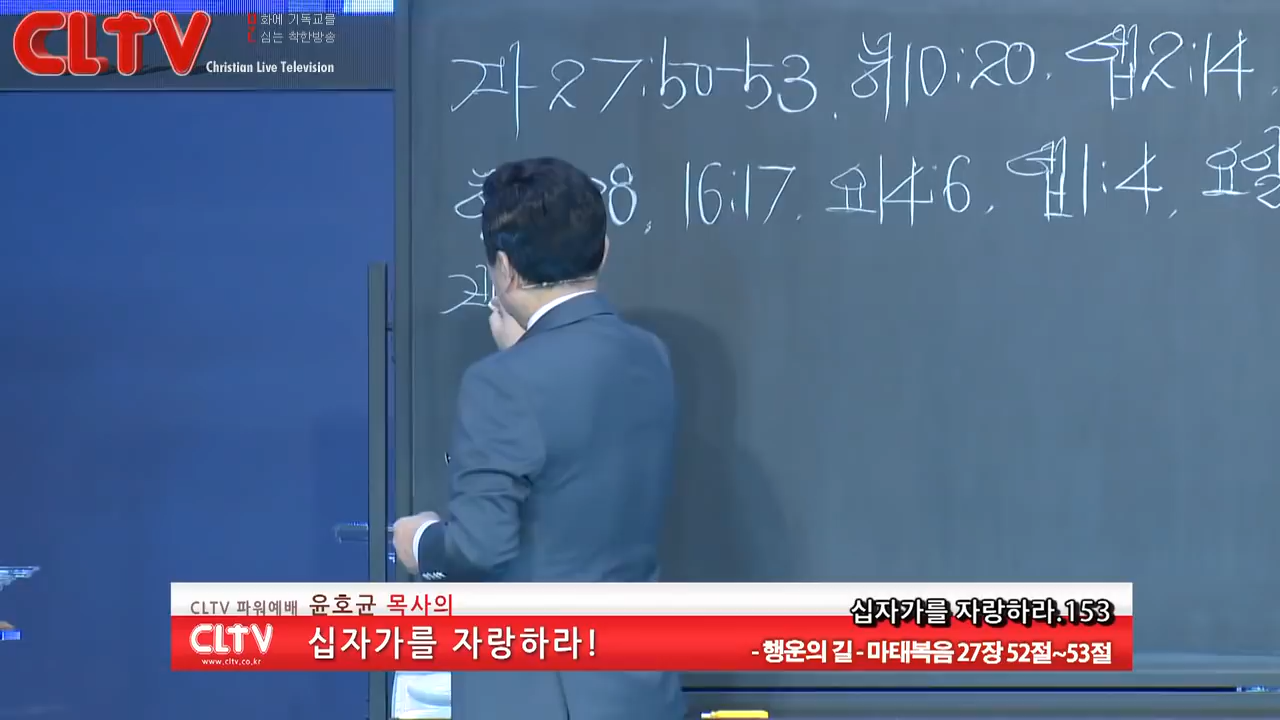 CLTV
문화에 기독교를
심는 착한방송
Christian Live Television
마27:50-53. 히10:20. 엡2:14.
8. 16:17. 요14:6. 엡1:4. 요일
CLTV 파워예배 윤호균 목사의
십자가를 자랑하라.153
CLTV
www.cltv.co.kr
십자가를 자랑하라!
- 행운의 길 - 마태복음 27장 52절~53절